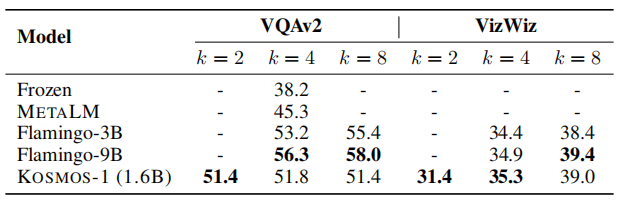 Model VQAv2 | VizWiz
k = 2 k = 4 k = 8 k = 2 k = 4 k = 8
Frozen - 38.2 - - - -
METALM - 45.3 - - - -
Flamingo-3B - 53.2 55.4 - 34.4 38.4
Flamingo-9B - 56.3 58.0 - 34.9 39.4
KOSMOS-1 (1.6B) 51.4 51.8 51.4 31.4 35.3 39.0